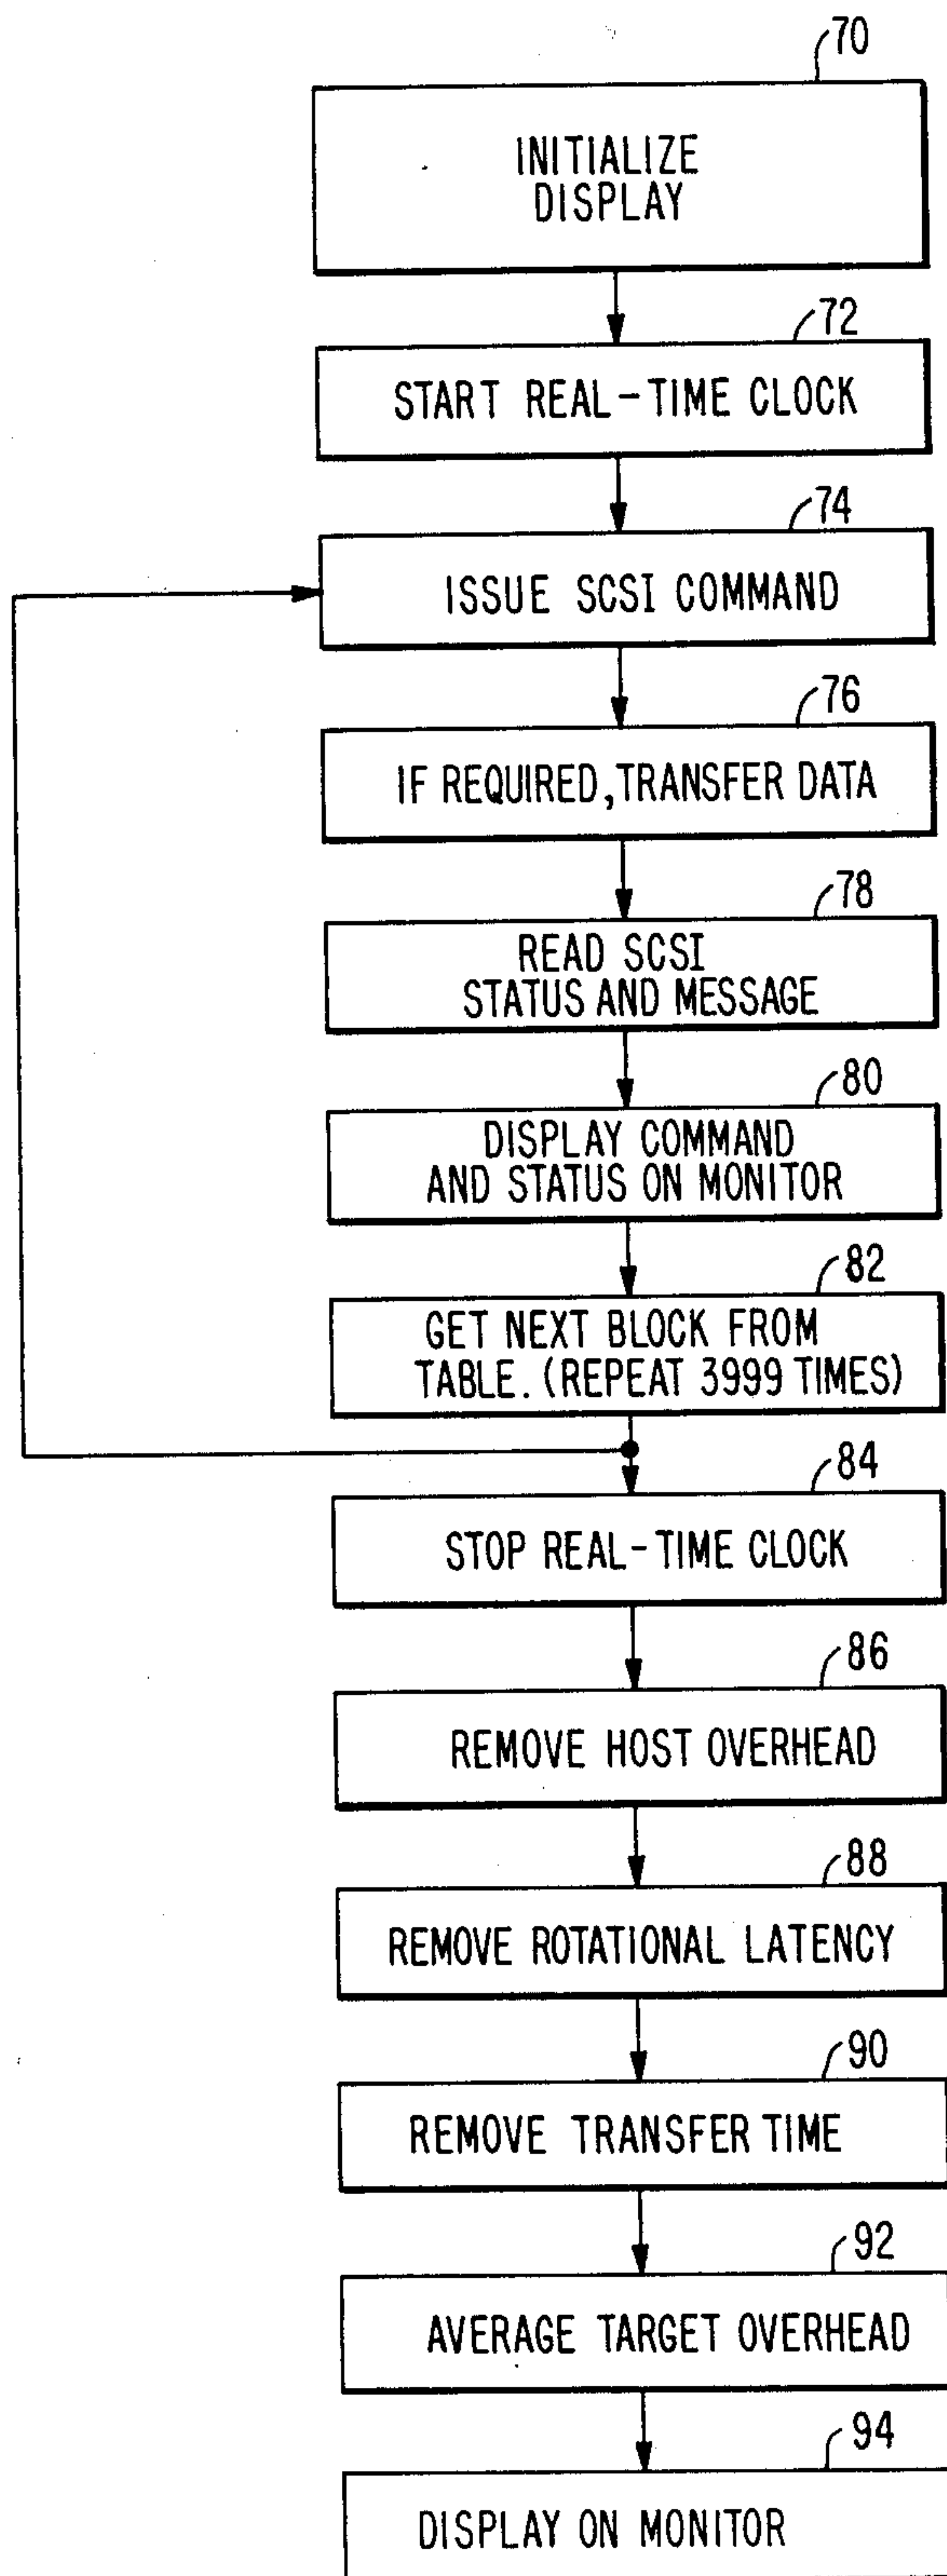 70
INITIALIZE
DISPLAY
72
START REAL-TIME CLOCK
74
ISSUE SCSI COMMAND
76
IF REQUIRED, TRANSFER DATA
78
READ SCSI
STATUS AND MESSAGE
80
DISPLAY COMMAND
AND STATUS ON MONITOR
82
GET NEXT BLOCK FROM
TABLE. (REPEAT 3999 TIMES)
84
STOP REAL-TIME CLOCK
86
REMOVE HOST OVERHEAD
88
REMOVE ROTATIONAL LATENCY
90
REMOVE TRANSFER TIME
92
AVERAGE TARGET OVERHEAD
94
DISPLAY ON MONITOR